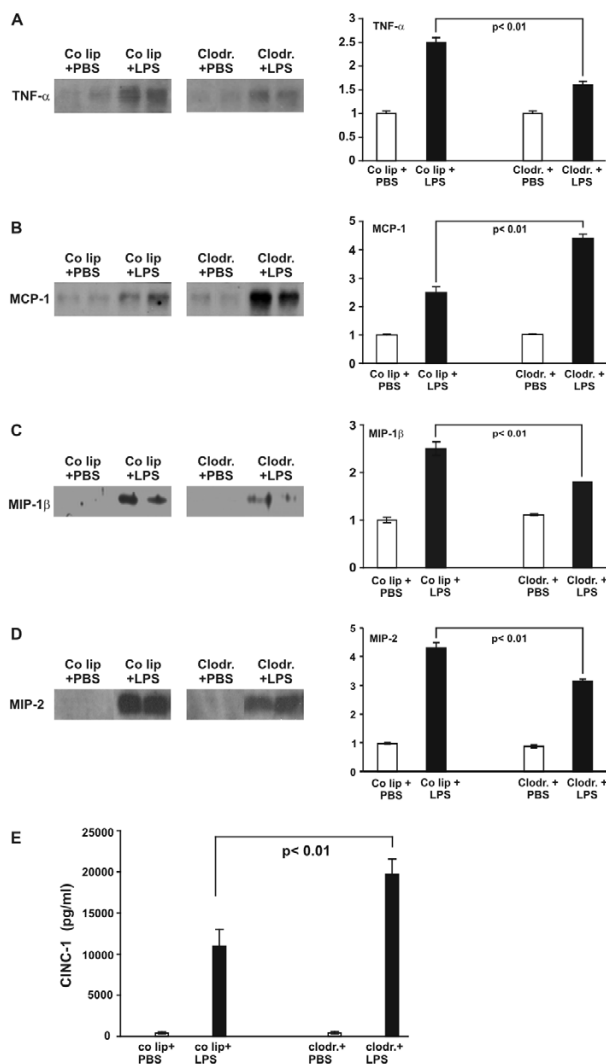 A
Co lip
+PBS
Co lip
+LPS
Clodr.
+PBS
Clodr.
+LPS
TNF-α
TNF-α
p< 0.01
3
2.5
2
1.5
1
0.5
0
Co lip +
PBS
Co lip +
LPS
Clodr. +
PBS
Clodr. +
LPS
B
Co lip
+PBS
Co lip
+LPS
Clodr.
+PBS
Clodr.
+LPS
MCP-1
MCP-1
p< 0.01
5
4
3
2
1
0
Co lip +
PBS
Co lip +
LPS
Clodr. +
PBS
Clodr. +
LPS
C
Co lip
+PBS
Co lip
+LPS
Clodr.
+PBS
Clodr.
+LPS
MIP-1β
MIP-1β
p< 0.01
3
2
1
0
Co lip +
PBS
Co lip +
LPS
Clodr. +
PBS
Clodr. +
LPS
D
Co lip
+PBS
Co lip
+LPS
Clodr.
+PBS
Clodr.
+LPS
MIP-2
MIP-2
p< 0.01
5
4
3
2
1
0
Co lip +
PBS
Co lip +
LPS
Clodr. +
PBS
Clodr. +
LPS
E
CINC-1 (pg/ml)
25000
20000
15000
10000
5000
0
p< 0.01
co lip+
PBS
co lip+
LPS
clodr.+
PBS
clodr.+
LPS